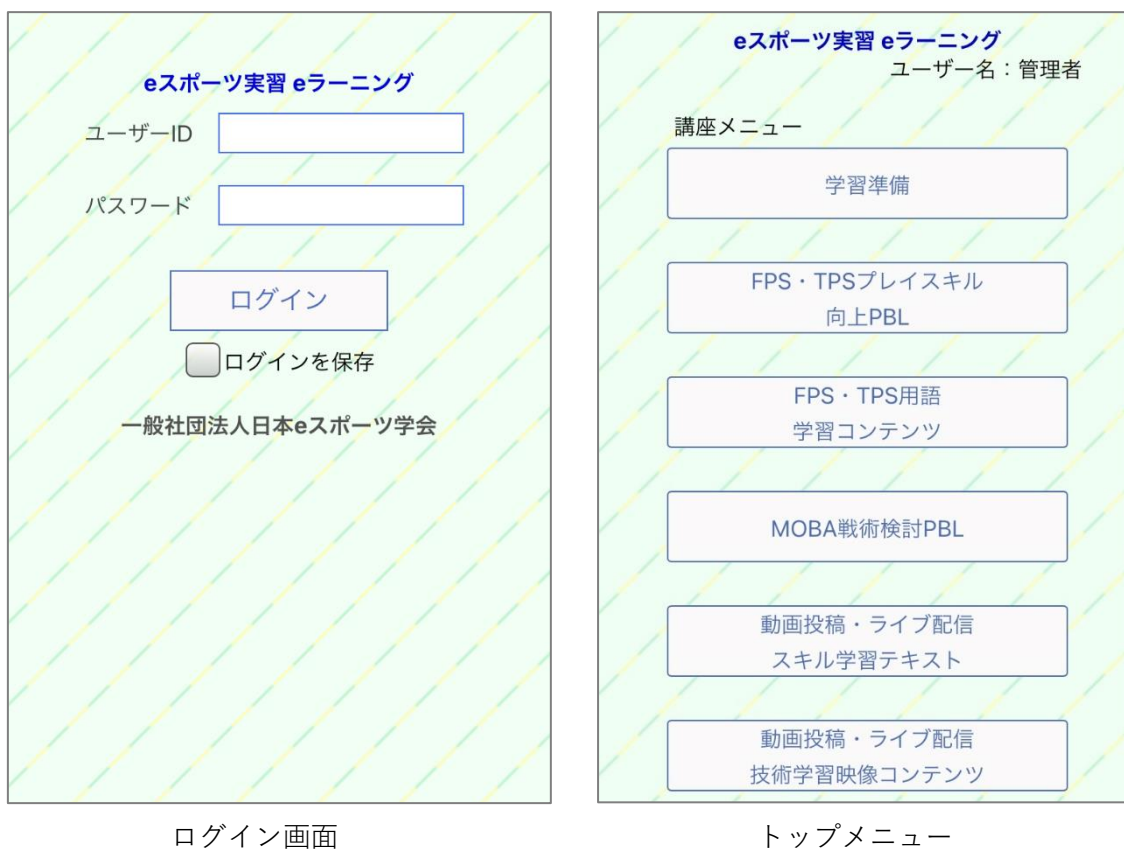 eスポーツ実習 eラーニング
ユーザーID
パスワード
ログイン
ログインを保存
一般社団法人日本eスポーツ学会
ログイン画面
eスポーツ実習 eラーニング
ユーザー名：管理者
講座メニュー
学習準備
FPS・TPSプレイスキル
向上PBL
FPS・TPS用語
学習コンテンツ
MOBA戦術検討PBL
動画投稿・ライブ配信
スキル学習テキスト
動画投稿・ライブ配信
技術学習映像コンテンツ
トップメニュー